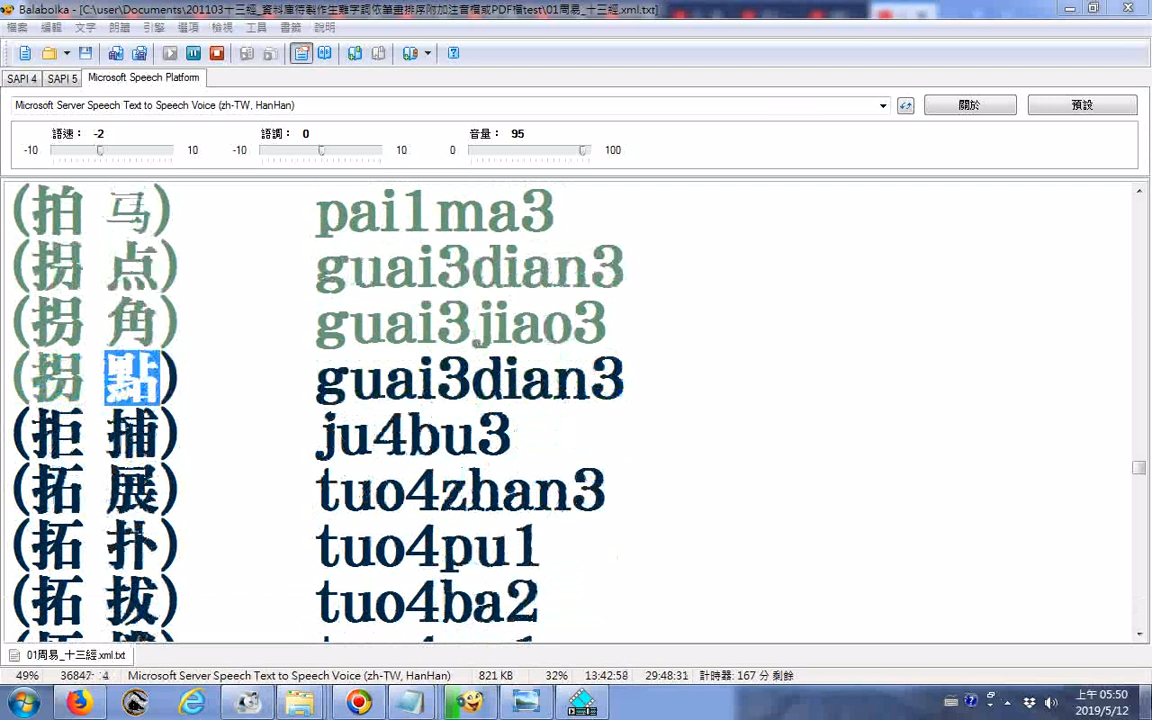 Balabolka - [C:\user\Documents\201103十三經_資料庫待製作生難字詞依筆畫排序附加注音檔或PDF檔test\01周易_十三經.xml.txt]
檔案 編輯 文字 朗讀 引擎 選項 檢視 工具 書籤 說明
SAPI 4 SAPI 5 Microsoft Speech Platform
Microsoft Server Speech Text to Speech Voice (zh-TW, HanHan) 關於 預設
語速： -2 語調： 0 音量： 95
-10 10 -10 10 0 100
(拍 马) pai1ma3
(拐 点) guai3dian3
(拐 角) guai3jiao3
(拐 點) guai3dian3
(拒 捕) ju4bu3
(拓 展) tuo4zhan3
(拓 扑) tuo4pu1
(拓 拔) tuo4ba2
01周易_十三經.xml.txt
49% Microsoft Server Speech Text to Speech Voice (zh-TW, HanHan) 821 KB 32% 13:42:58 29:48:31 計時器: 167 分 剩餘
上午 05:50
2019/5/12